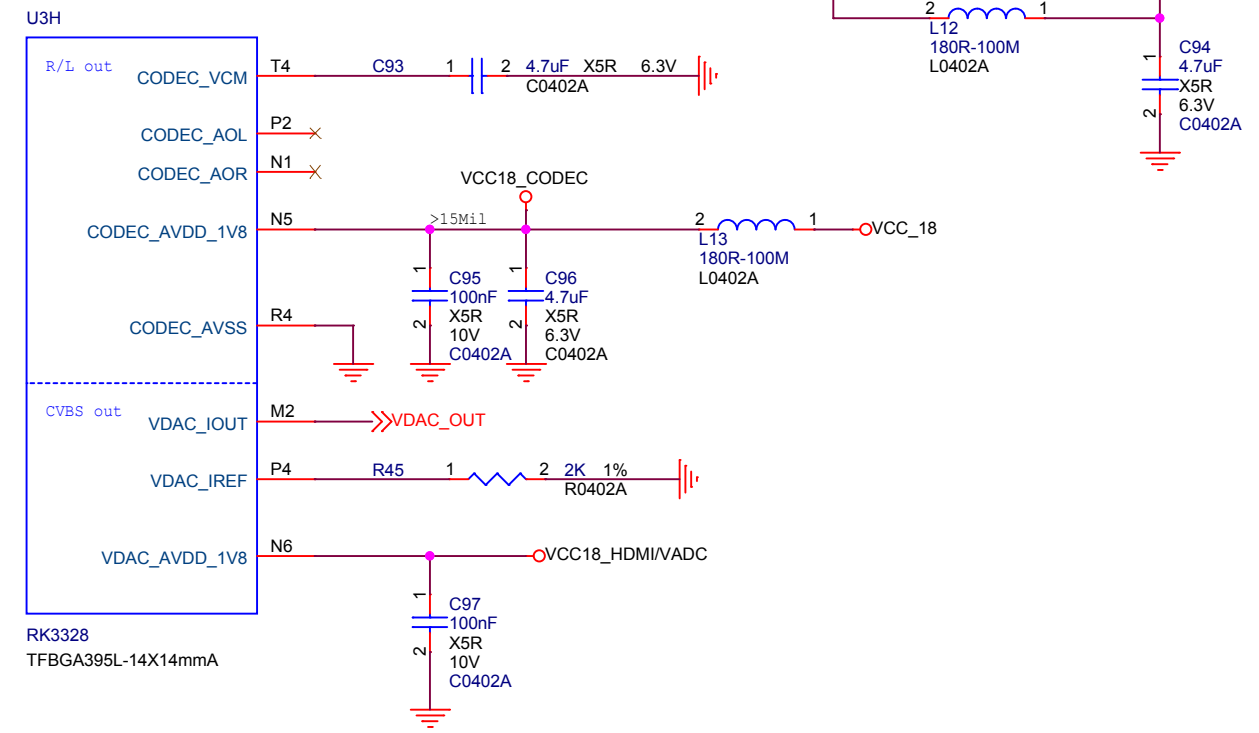 U3H
R/L out
CODEC_VCM
T4
C93
1
2
4.7uF X5R 6.3V
C0402A
CODEC_AOL
P2
CODEC_AOR
N1
VCC18_CODEC
CODEC_AVDD_1V8
N5
>15Mil
2
1
L13
180R-100M
L0402A
VCC_18
1
C95
100nF
X5R
2
10V
C0402A
1
C96
4.7uF
X5R
2
6.3V
C0402A
CODEC_AVSS
R4
CVBS out
VDAC_IOUT
M2
VDAC_OUT
VDAC_IREF
P4
R45
1
2
2K 1%
R0402A
VDAC_AVDD_1V8
N6
VCC18_HDMI/VADC
1
C97
100nF
X5R
2
10V
C0402A
RK3328
TFBGA395L-14X14mmA
2
1
L12
180R-100M
L0402A
1
C94
4.7uF
X5R
6.3V
2
C0402A